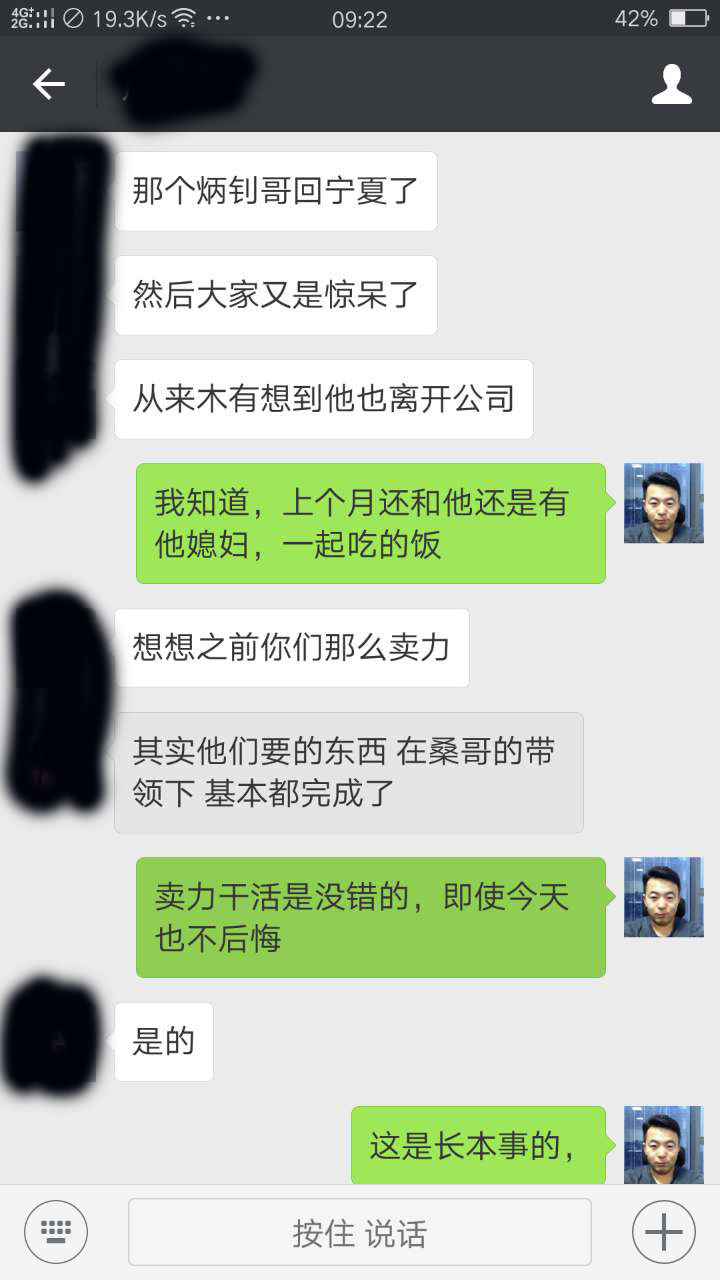 4G+ 2G 19.3K/s 09:22 42%
那个炳钊哥回宁夏了
然后大家又是惊呆了
从来木有想到他也离开公司
我知道，上个月还和他还是有
他媳妇，一起吃的饭
想想之前你们那么卖力
其实他们要的东西 在桑哥的带
领下 基本都完成了
卖力干活是没错的，即使今天
也不后悔
是的
这是长本事的，
按住 说话